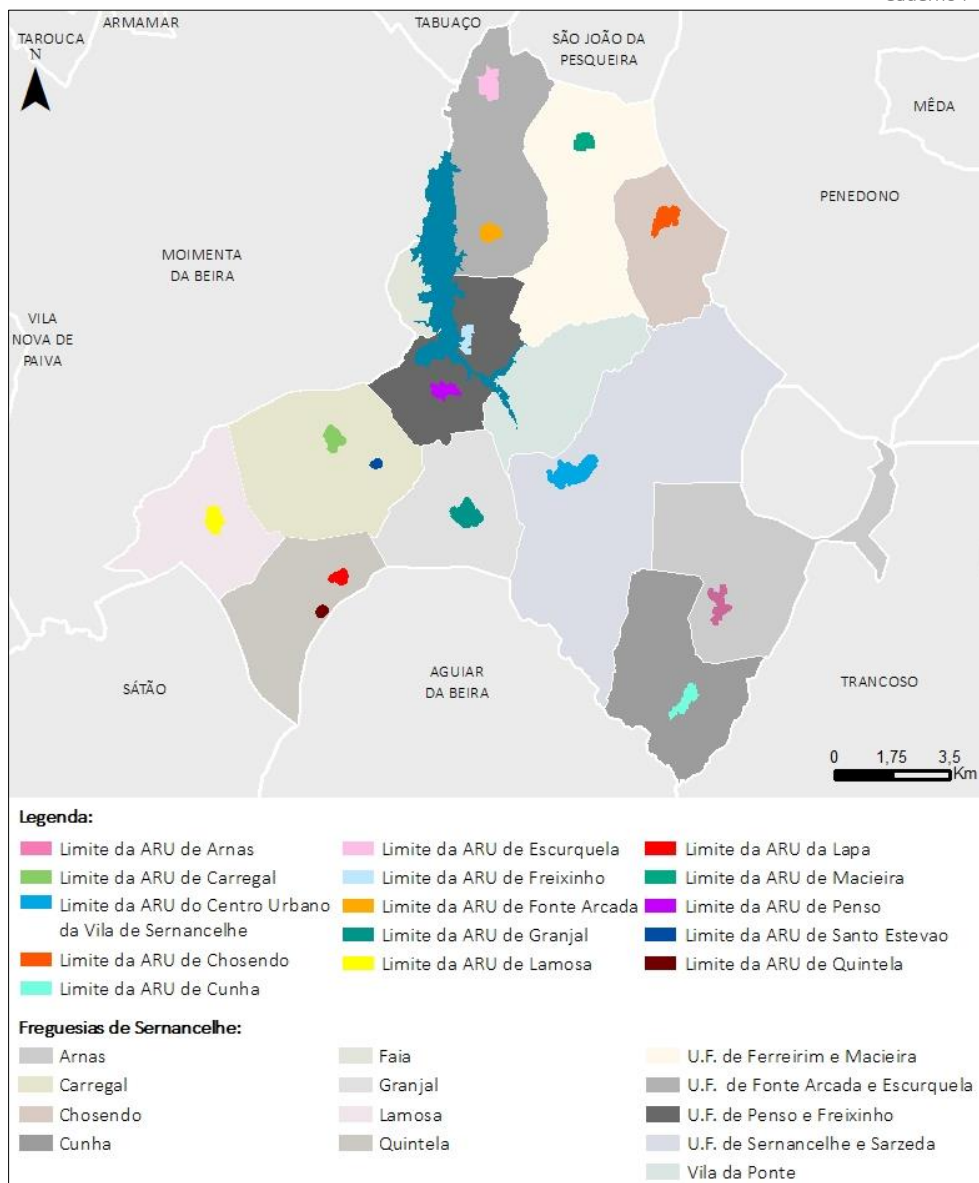 TAROUCA
ARMAMAR
TABUAÇO
SÃO JOÃO DA
PESQUEIRA
N
MÊDA
PENEDONO
MOIMENTA
DA BEIRA
VILA
NOVA DE
PAIVA
SÁTÃO
AGUIAR
DA BEIRA
TRANCOSO
0 1,75 3,5
Km
Legenda:
Limite da ARU de Arnas
Limite da ARU de Carregal
Limite da ARU do Centro Urbano
da Vila de Sernancelhe
Limite da ARU de Chosendo
Limite da ARU de Cunha
Limite da ARU de Escurquela
Limite da ARU de Freixinho
Limite da ARU de Fonte Arcada
Limite da ARU de Granjal
Limite da ARU de Lamosa
Limite da ARU da Lapa
Limite da ARU de Macieira
Limite da ARU de Penso
Limite da ARU de Santo Estevao
Limite da ARU de Quintela
Freguesias de Sernancelhe:
Arnas
Carregal
Chosendo
Cunha
Faia
Granjal
Lamosa
Quintela
U.F. de Ferreirim e Macieira
U.F. de Fonte Arcada e Escurquela
U.F. de Penso e Freixinho
U.F. de Sernancelhe e Sarzeda
Vila da Ponte